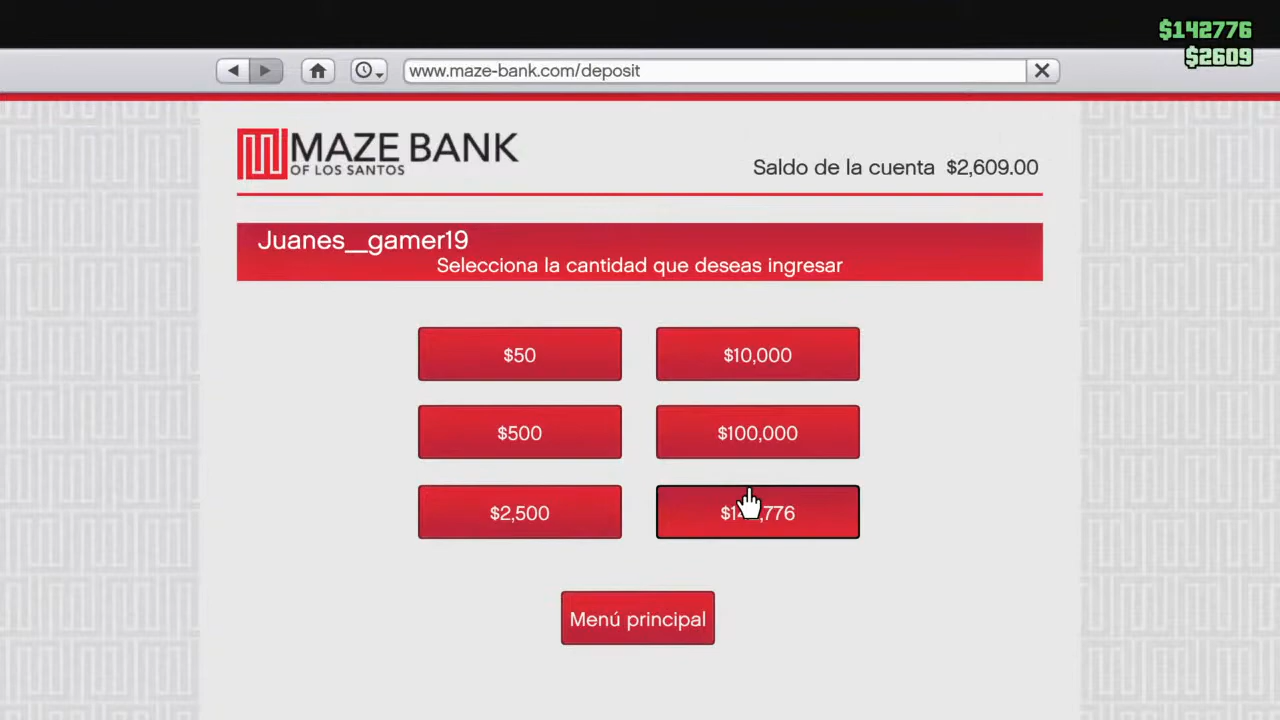 $142776
$2609
www.maze-bank.com/deposit
MAZE BANK
OF LOS SANTOS
Saldo de la cuenta $2,609.00
Juanes__gamer19
Selecciona la cantidad que deseas ingresar
$50
$10,000
$500
$100,000
$2,500
Menú principal